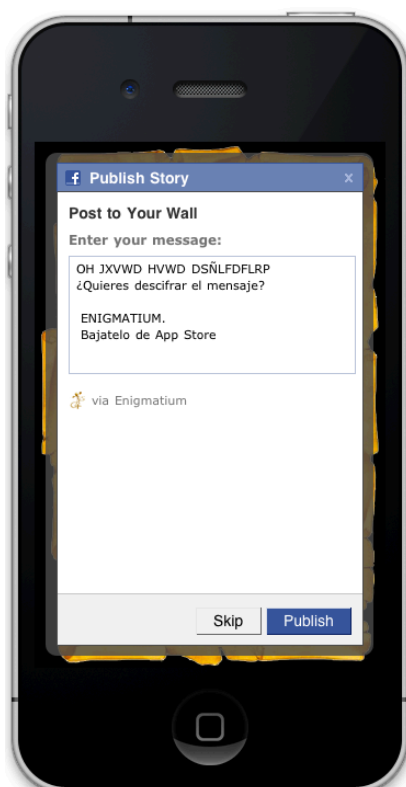 f Publish Story x
Post to Your Wall
Enter your message:
OH JXVWD HVWD DSÑLFDFLRP
¿Quieres descifrar el mensaje?
ENIGMATIUM.
Bajatelo de App Store
via Enigmatium
Skip Publish